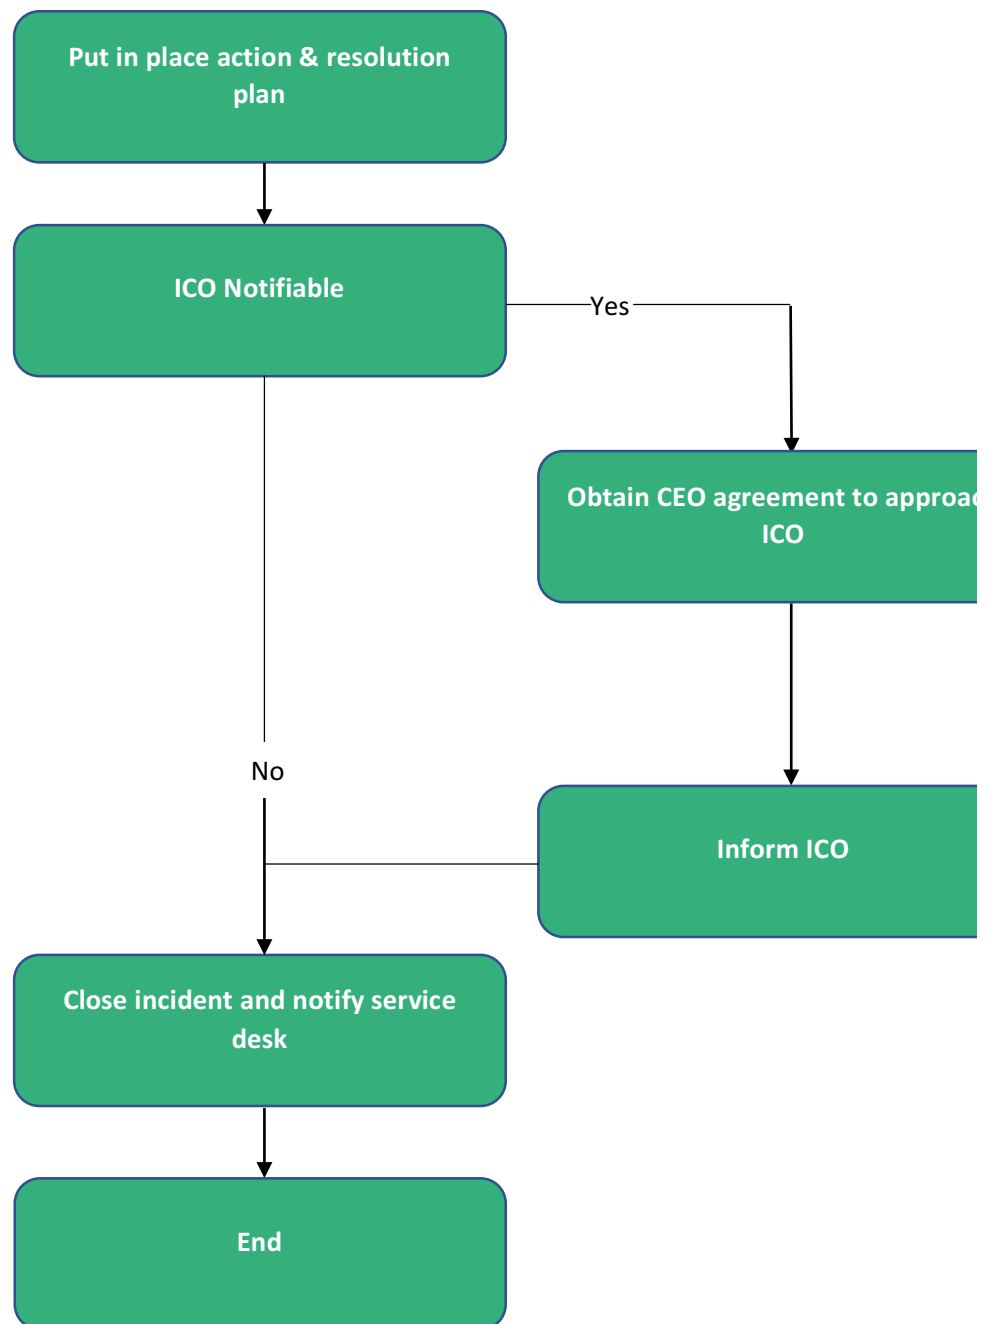 Put in place action & resolution
plan
ICO Notifiable
Yes
Obtain CEO agreement to approac
ICO
No
Inform ICO
Close incident and notify service
desk
End